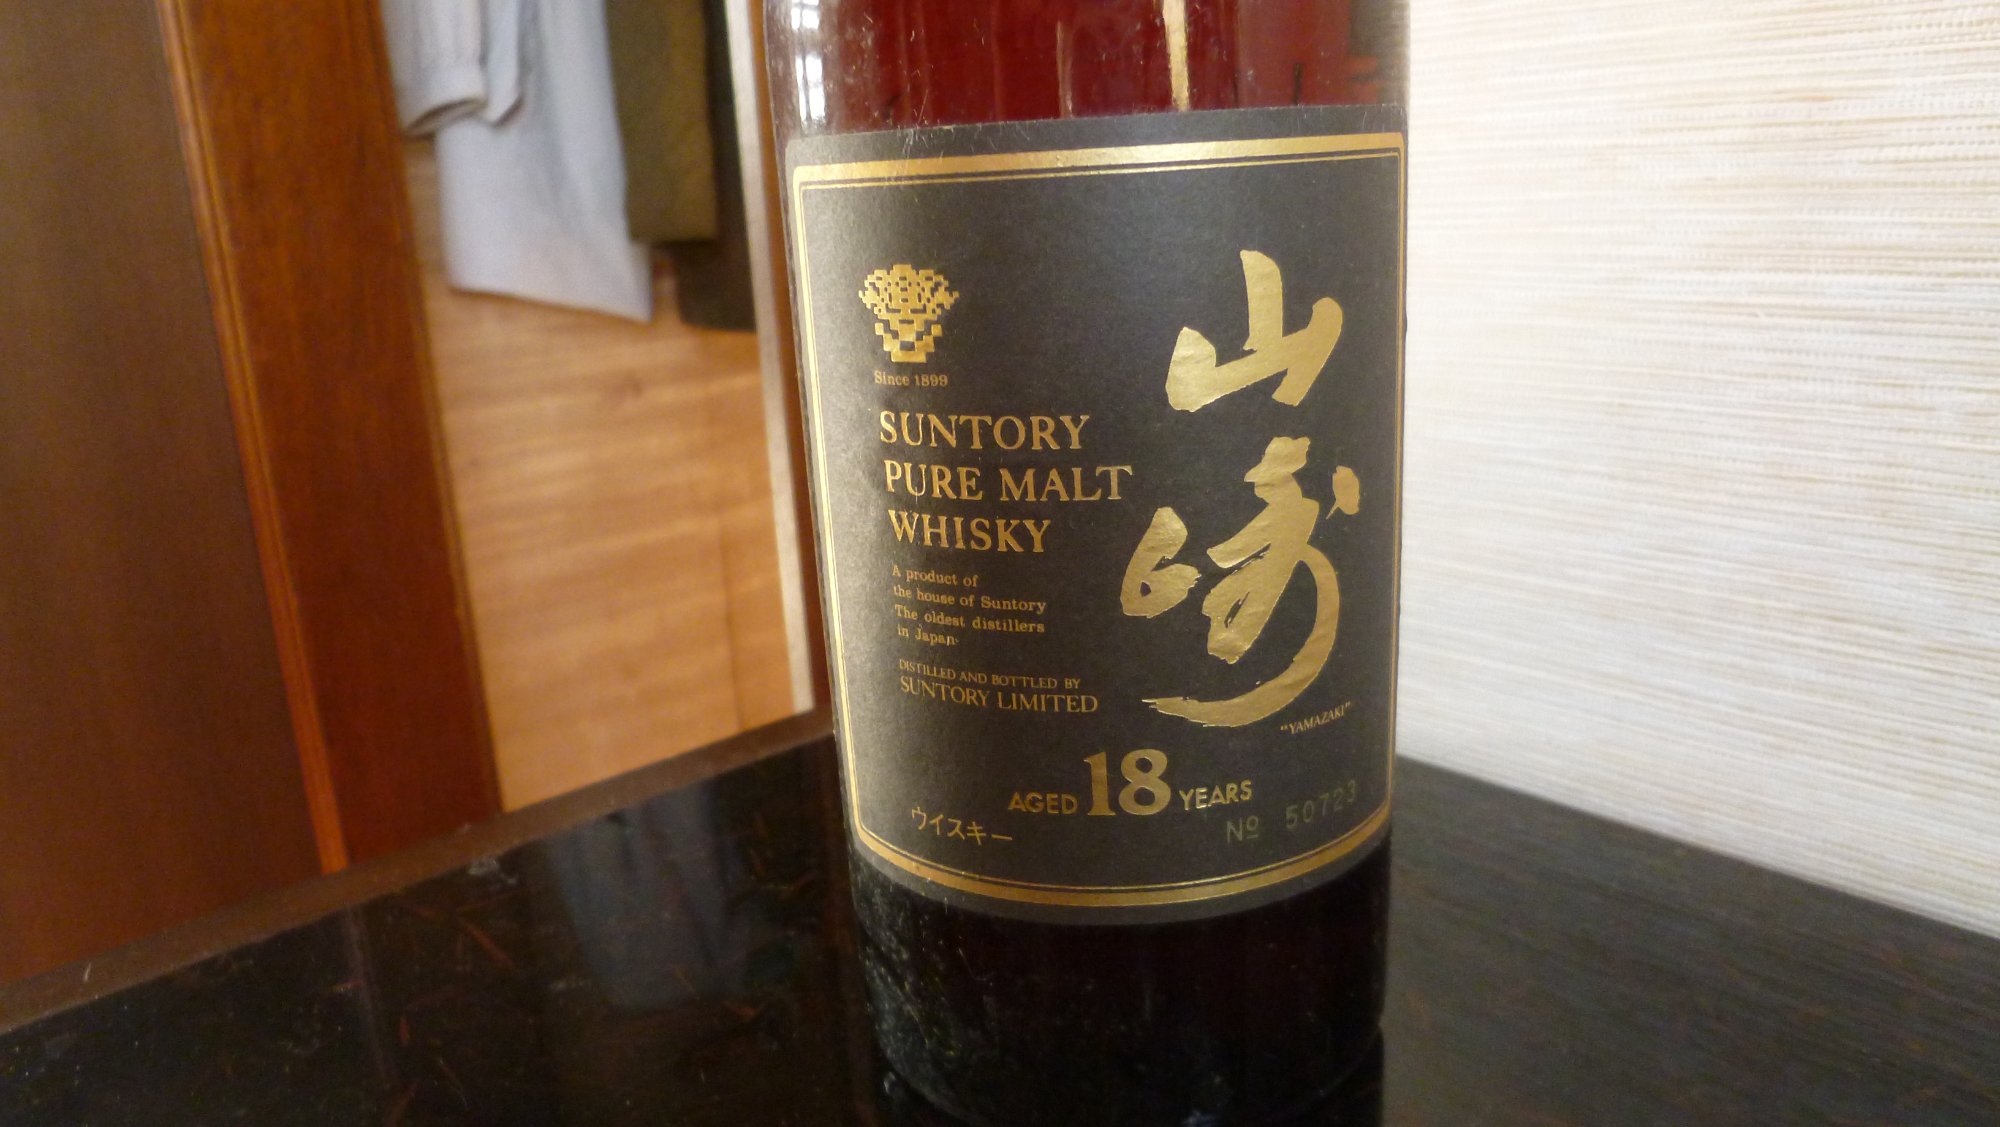 Since 1899
SUNTORY
PURE MALT
WHISKY
A product of
the house of Suntory
The oldest distillers
in Japan.
DISTILLED AND BOTTLED BY
SUNTORY LIMITED
山崎
"YAMAZAKI"
AGED 18 YEARS
ウイスキー
Nº 50723